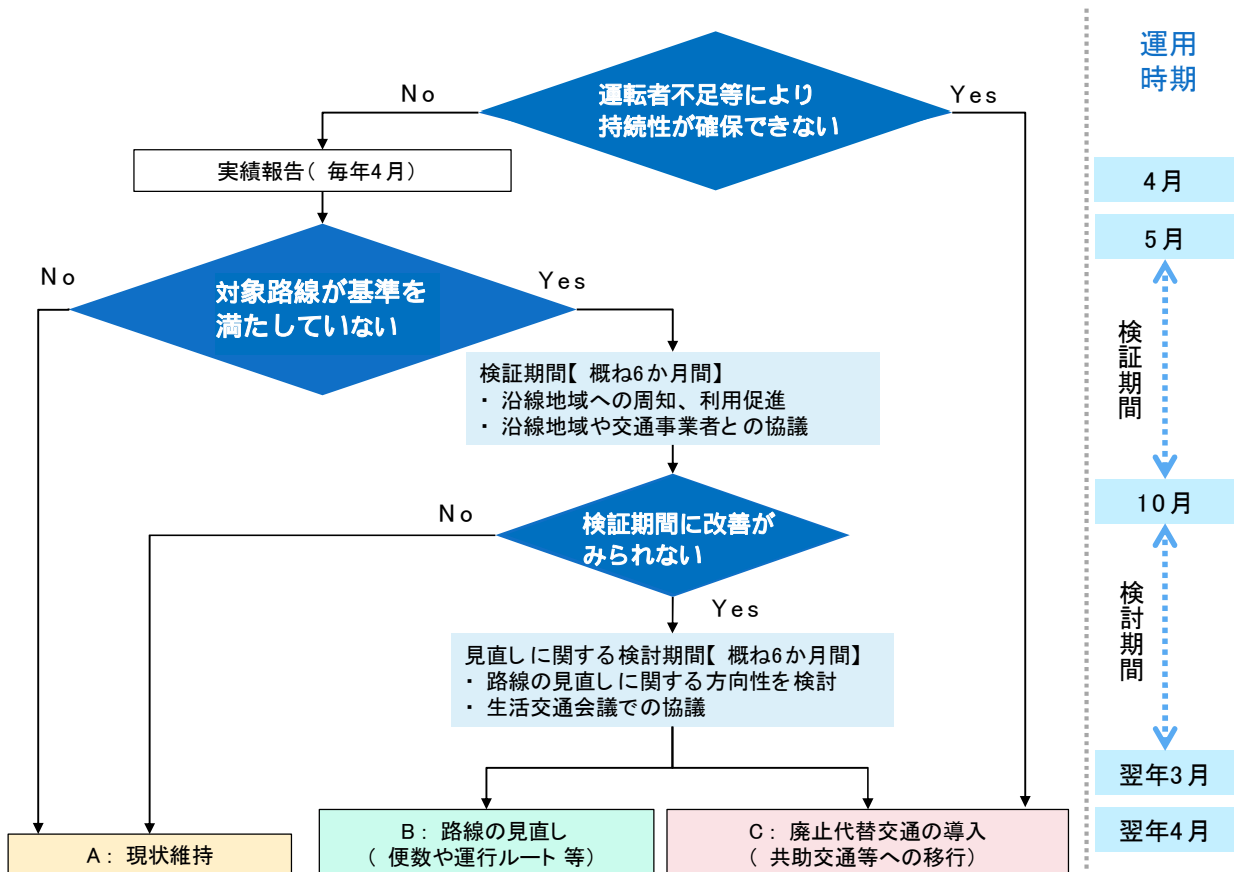 運転者不足等により
持続性が確保できない
No
Yes
実績報告(毎年4月)
対象路線が基準を
満たしていない
No
Yes
検証期間【概ね6か月間】
・沿線地域への周知、利用促進
・沿線地域や交通事業者との協議
検証期間に改善が
みられない
No
Yes
見直しに関する検討期間【概ね6か月間】
・路線の見直しに関する方向性を検討
・生活交通会議での協議
A:現状維持
B:路線の見直し
(便数や運行ルート等)
C:廃止代替交通の導入
(共助交通等への移行)
運用
時期
4月
5月
検証期間
10月
検討期間
翌年3月
翌年4月